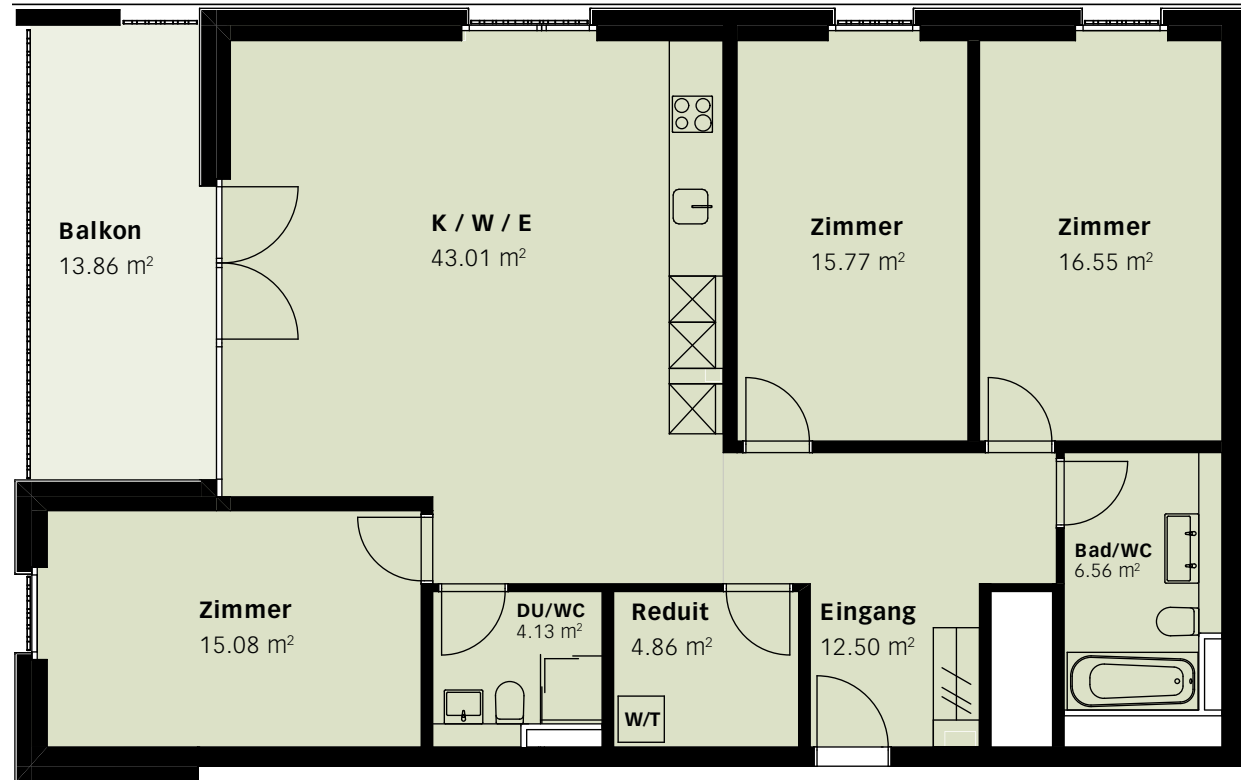 Balkon
13.86 m²
K / W / E
43.01 m²
Zimmer
15.77 m²
Zimmer
16.55 m²
Zimmer
15.08 m²
DU/WC
4.13 m²
Reduit
4.86 m²
W/T
Eingang
12.50 m²
Bad/WC
6.56 m²